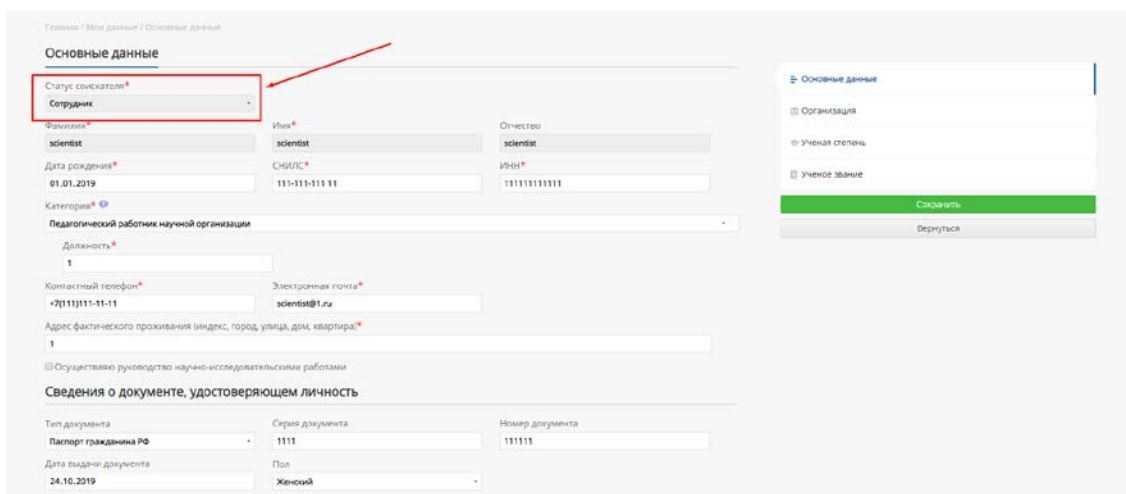 Главная / Мои данные / Основные данные
Основные данные
Статус соискателя*
Сотрудник
Фамилия* Имя* Отчество
scientist scientist scientist
Дата рождения* СНИЛС* ИНН*
01.01.2019 111-111-111 11 111111111111
Категория*
Педагогический работник научной организации
Должность*
1
Контактный телефон* Электронная почта*
+7(111)111-11-11 scientist@1.ru
Адрес фактического проживания (индекс, город, улица, дом, квартира)*
1
Осуществляю руководство научно-исследовательскими работами
Сведения о документе, удостоверяющем личность
Тип документа Серия документа Номер документа
Паспорт гражданина РФ 1111 111111
Дата выдачи документа Пол
24.10.2019 Женский
Основные данные
Организация
Ученая степень
Ученое звание
Сохранить
Вернуться